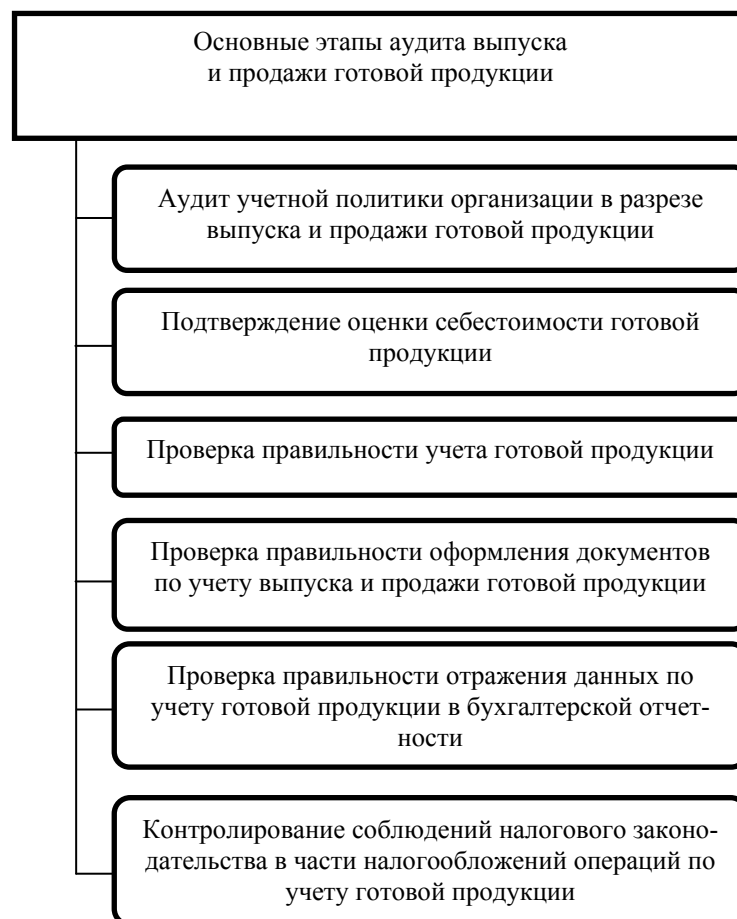 Основные этапы аудита выпуска
и продажи готовой продукции
Аудит учетной политики организации в разрезе
выпуска и продажи готовой продукции
Подтверждение оценки себестоимости готовой
продукции
Проверка правильности учета готовой продукции
Проверка правильности оформления документов
по учету выпуска и продажи готовой продукции
Проверка правильности отражения данных по
учету готовой продукции в бухгалтерской отчет-
ности
Контролирование соблюдений налогового законо-
дательства в части налогообложений операций по
учету готовой продукции